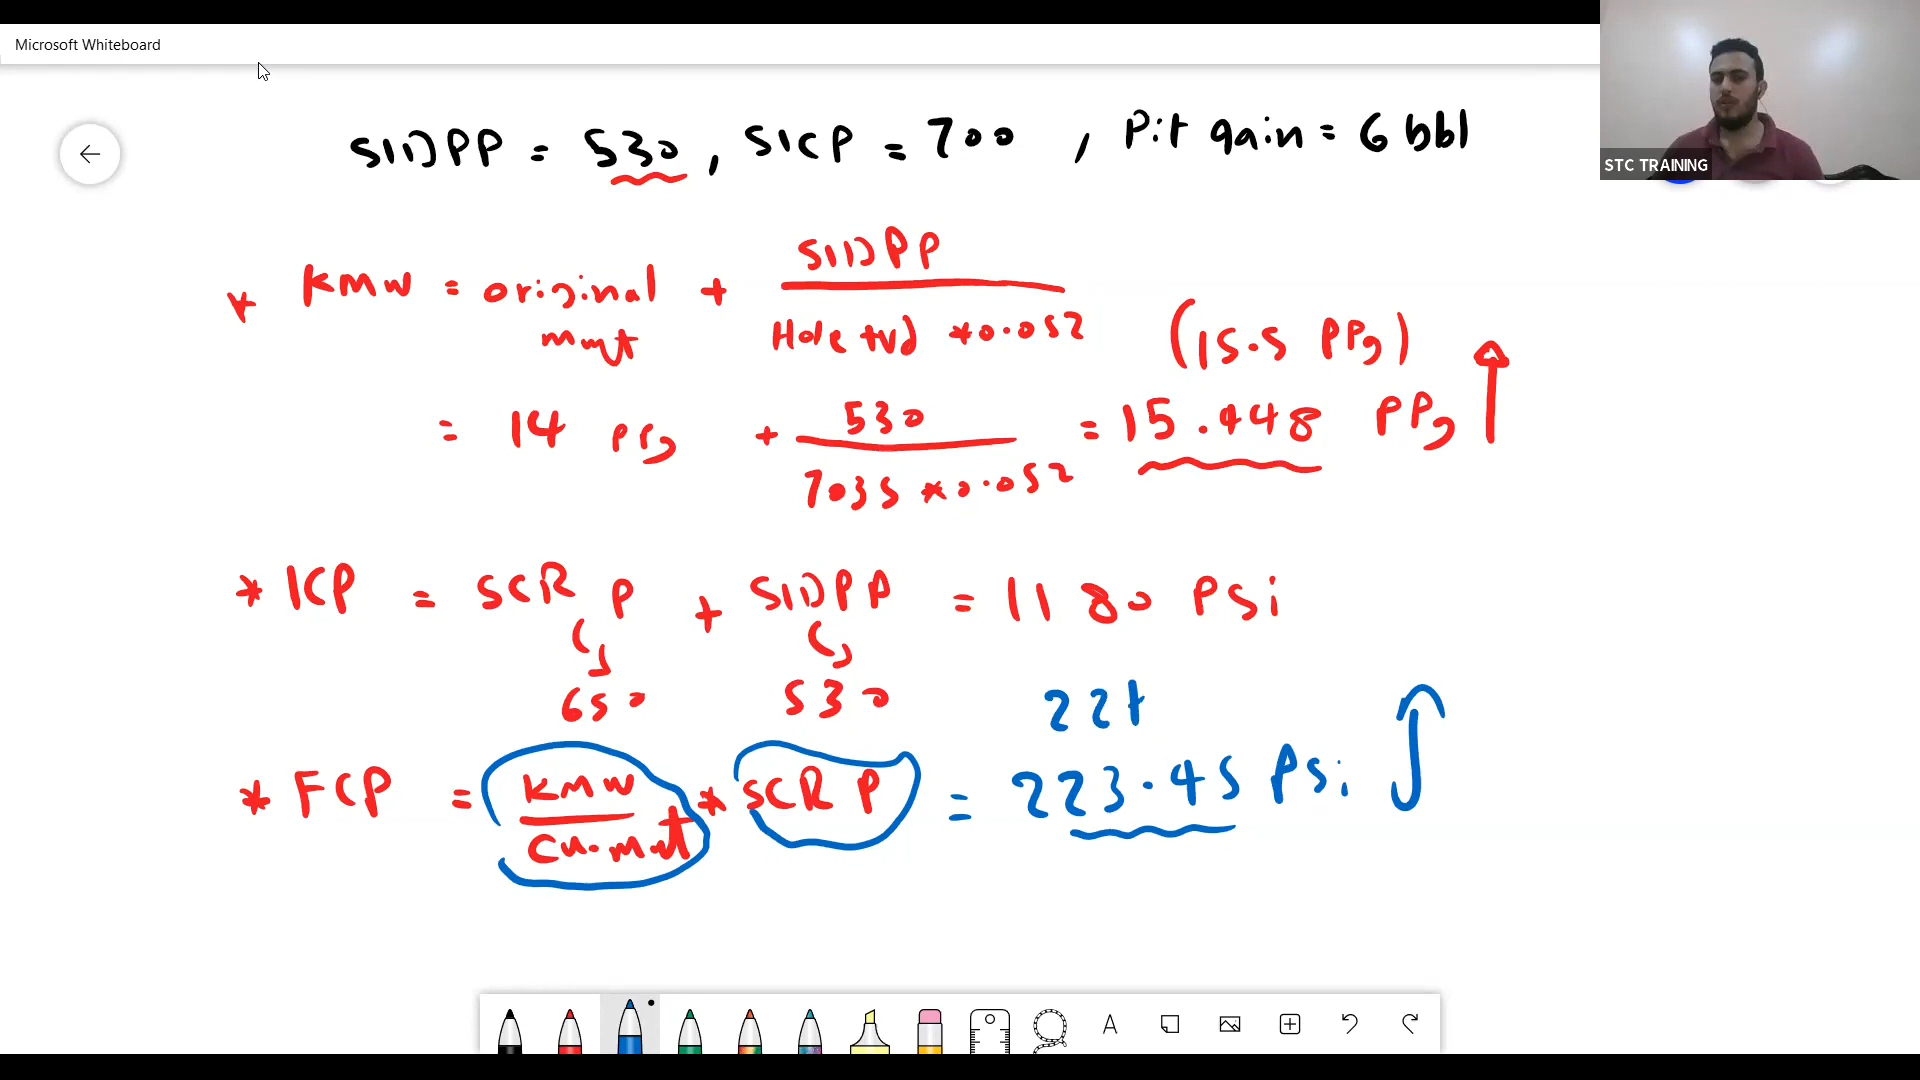 Microsoft Whiteboard
STC TRAINING
SIDPP = 530, SICP = 700 , Pit gain = 6 bbl
* KMW = original mwt + SIDPP / Hole tvd * 0.052
(15.5 PPg)
= 14 ppg + 530 / 7035 * 0.052 = 15.448 PPg
* ICP = SCR P + SIDPP = 1180 Psi
650 530
* FCP = KMW / Cu.mwt * SCR P = 223.45 Psi
A